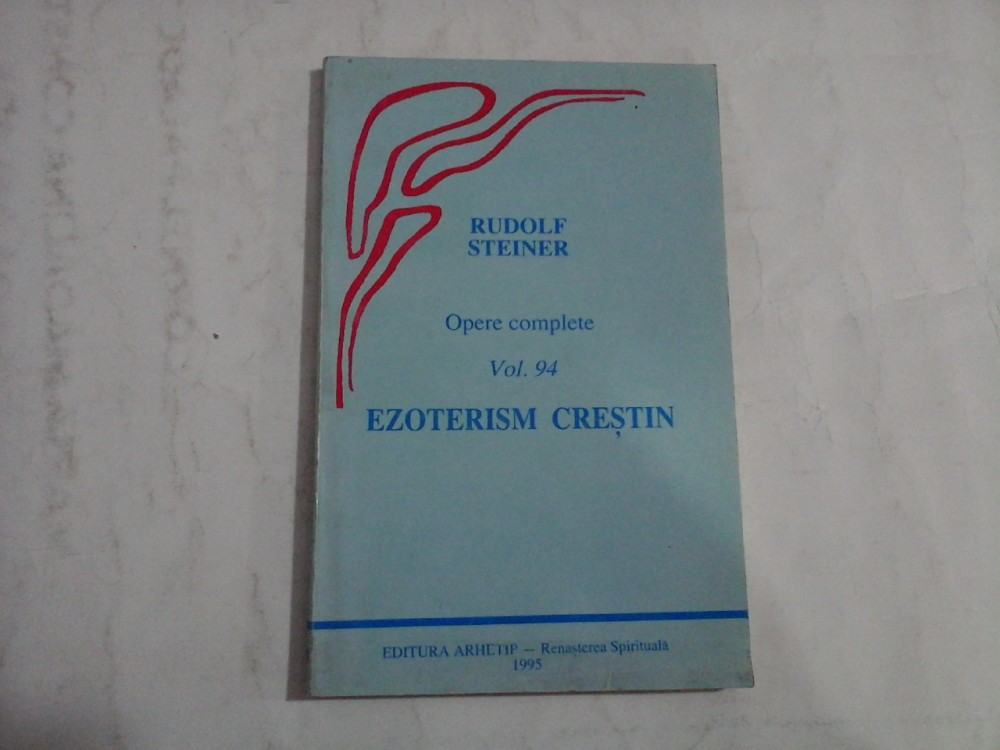 RUDOLF
STEINER
Opere complete
Vol. 94
EZOTERISM CREȘTIN
EDITURA ARHETIP — Renașterea Spirituală
1995